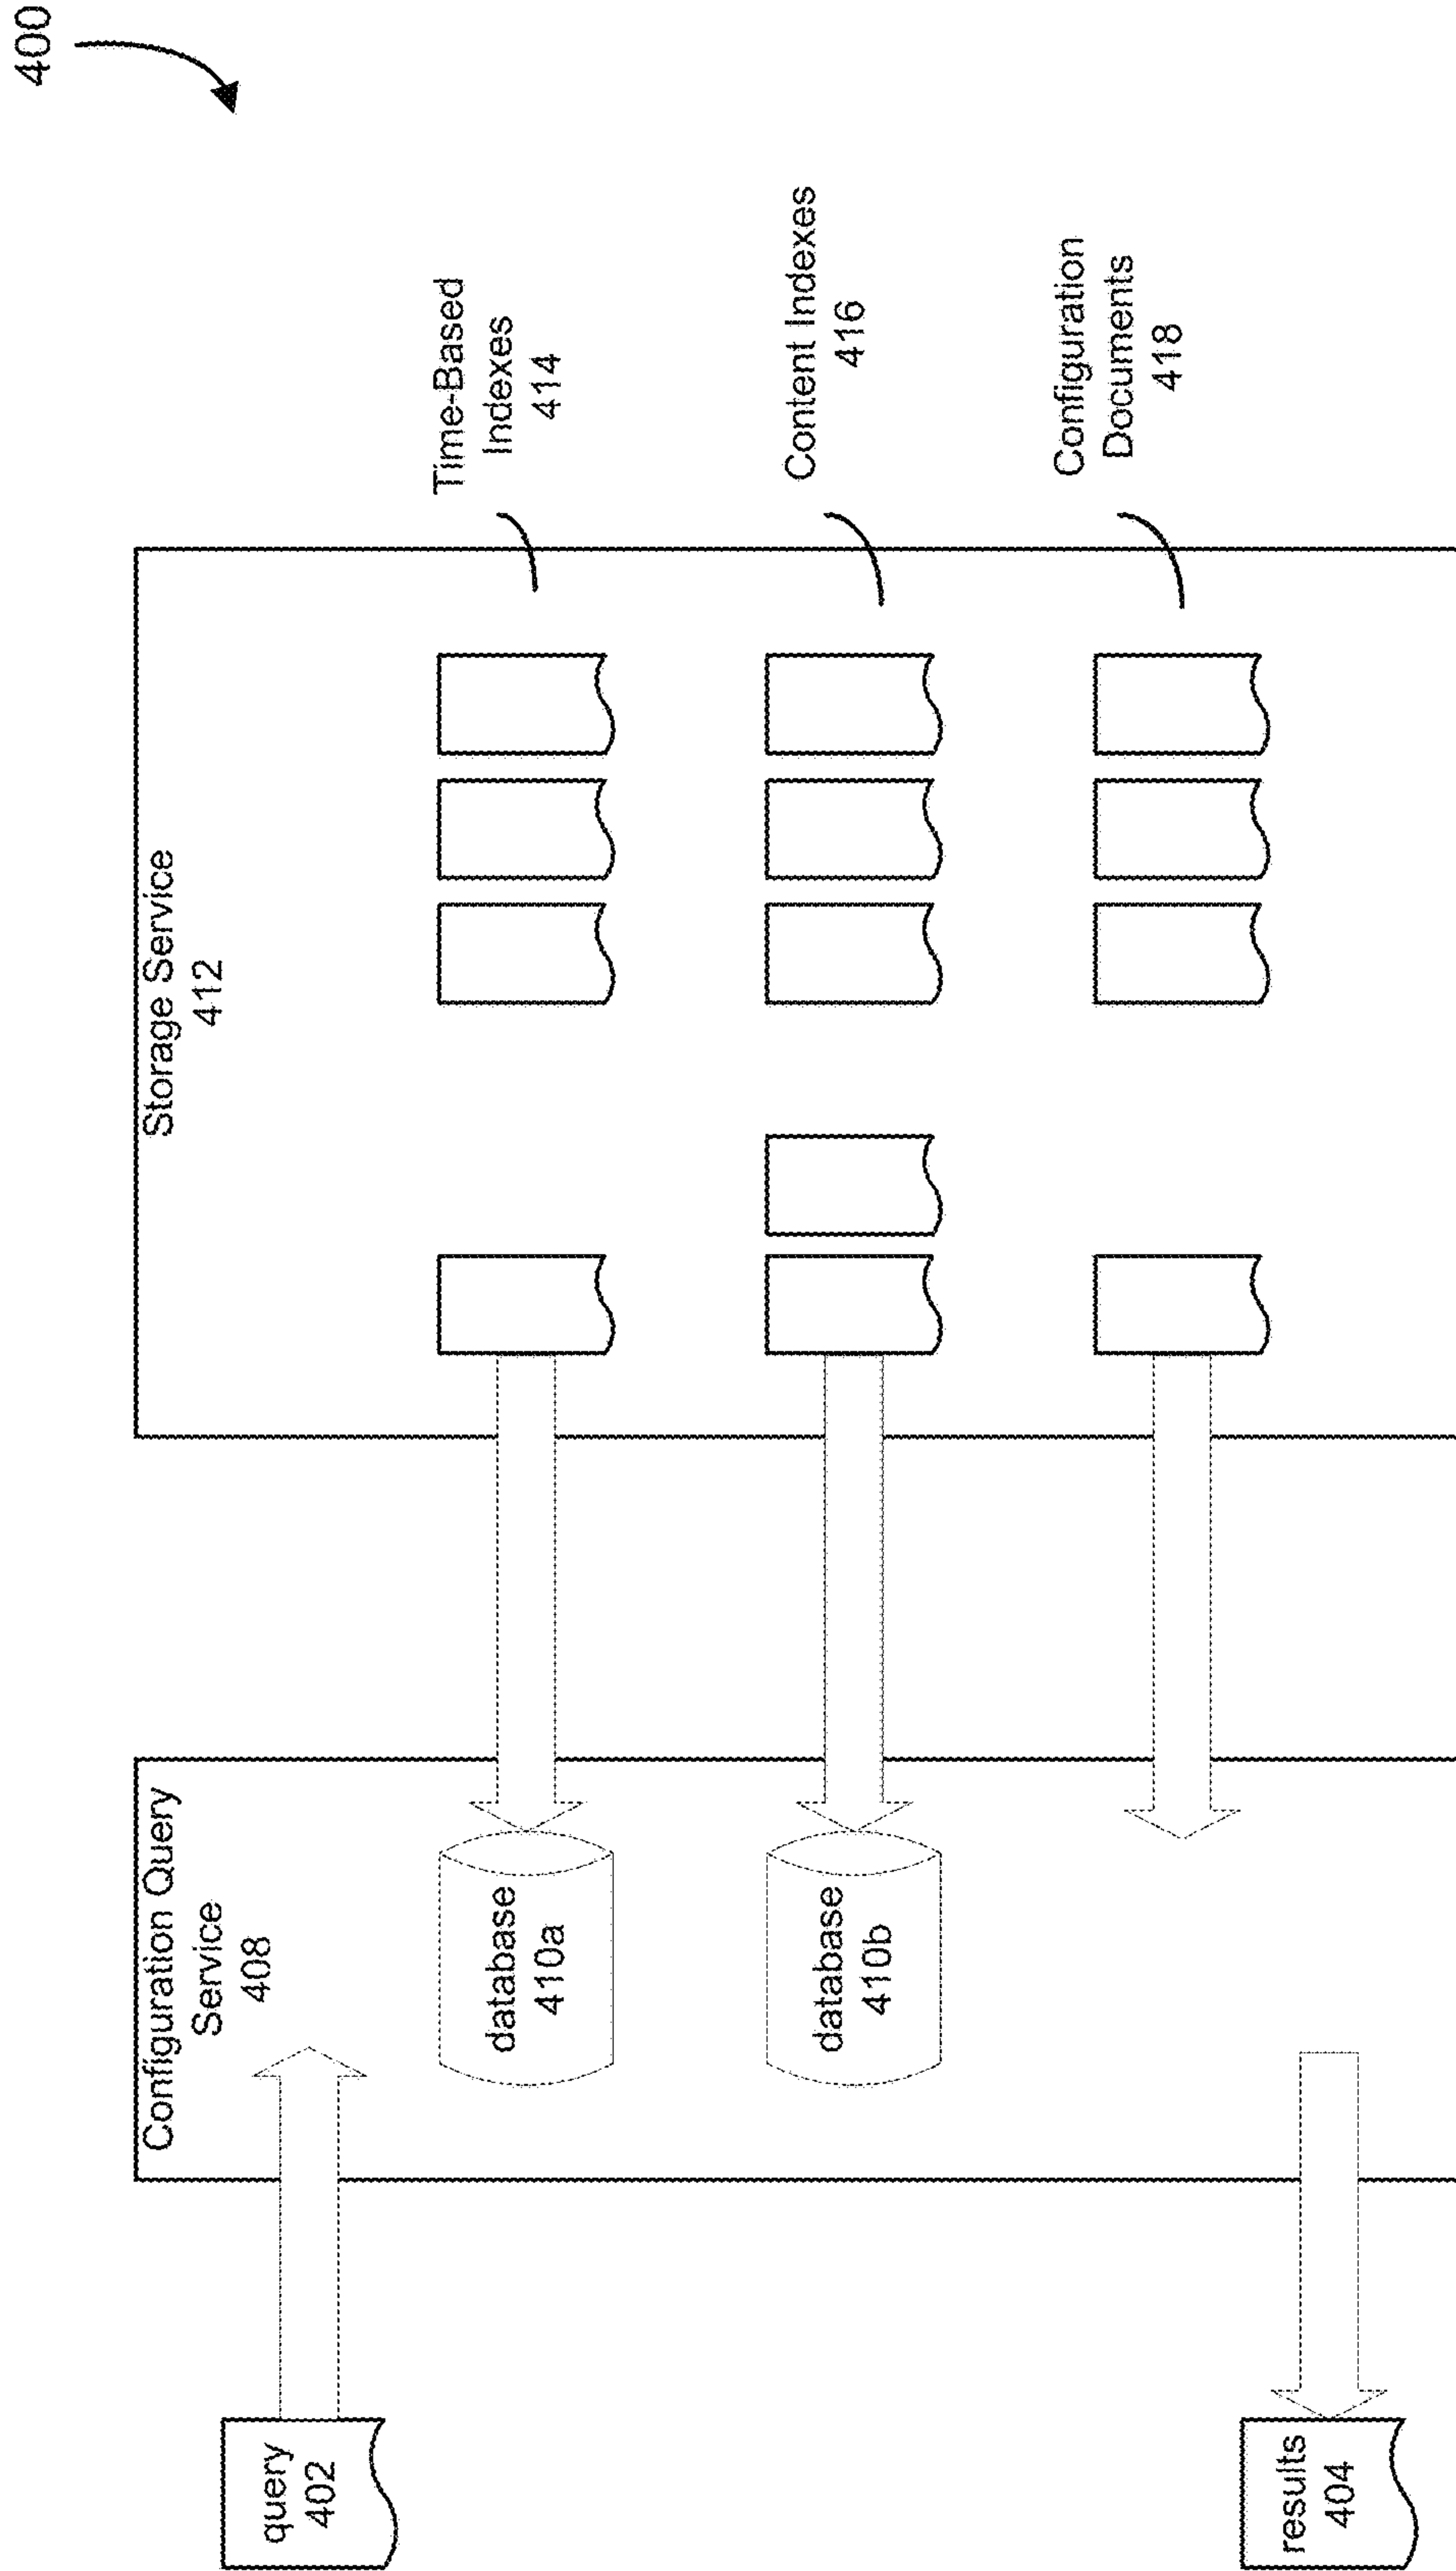 400
Configuration Query
Service
408
Storage Service
412
query
402
database
410a
Time-Based
Indexes
414
database
410b
Content Indexes
416
Configuration
Documents
418
results
404